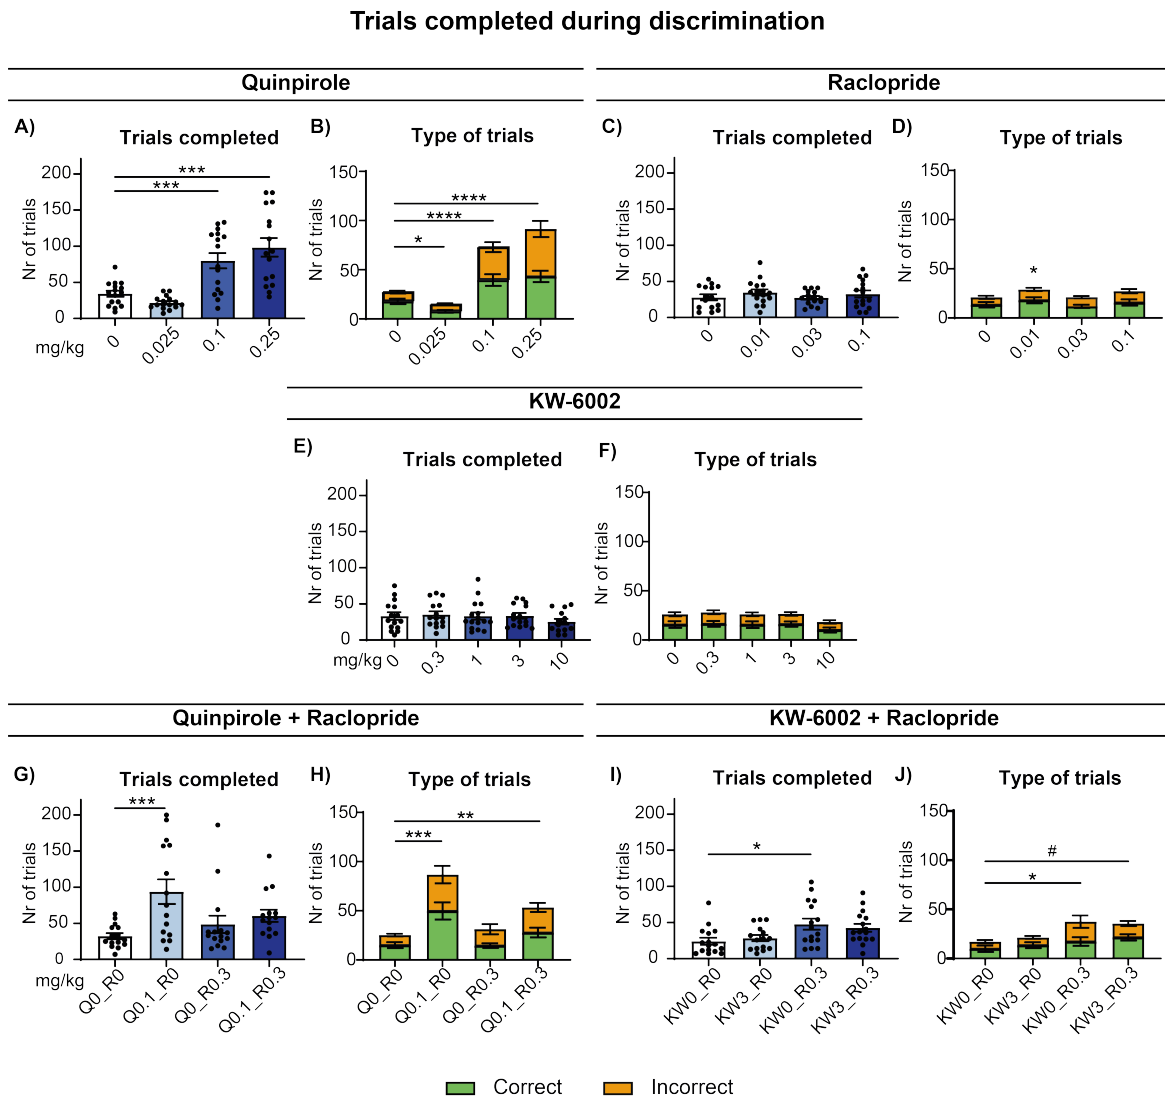 Trials completed during discrimination
Quinpirole
Raclopride
A)
Trials completed
Nr of trials
200
150
100
50
0
***
***
mg/kg
0
0.025
0.1
0.25
B)
Type of trials
Nr of trials
150
100
50
0
****
****
*
0
0.025
0.1
0.25
C)
Trials completed
Nr of trials
200
150
100
50
0
0
0.01
0.03
0.1
D)
Type of trials
Nr of trials
150
100
50
0
*
0
0.01
0.03
0.1
KW-6002
E)
Trials completed
Nr of trials
200
150
100
50
0
mg/kg
0
0.3
1
3
10
F)
Type of trials
Nr of trials
150
100
50
0
0
0.3
1
3
10
Quinpirole + Raclopride
KW-6002 + Raclopride
G)
Trials completed
Nr of trials
200
150
100
50
0
***
mg/kg
Q0_R0
Q0.1_R0
Q0_R0.3
Q0.1_R0.3
H)
Type of trials
Nr of trials
150
100
50
0
**
***
Q0_R0
Q0.1_R0
Q0_R0.3
Q0.1_R0.3
I)
Trials completed
Nr of trials
200
150
100
50
0
*
KW0_R0
KW3_R0
KW0_R0.3
KW3_R0.3
J)
Type of trials
Nr of trials
150
100
50
0
#
*
KW0_R0
KW3_R0
KW0_R0.3
KW3_R0.3
Correct
Incorrect